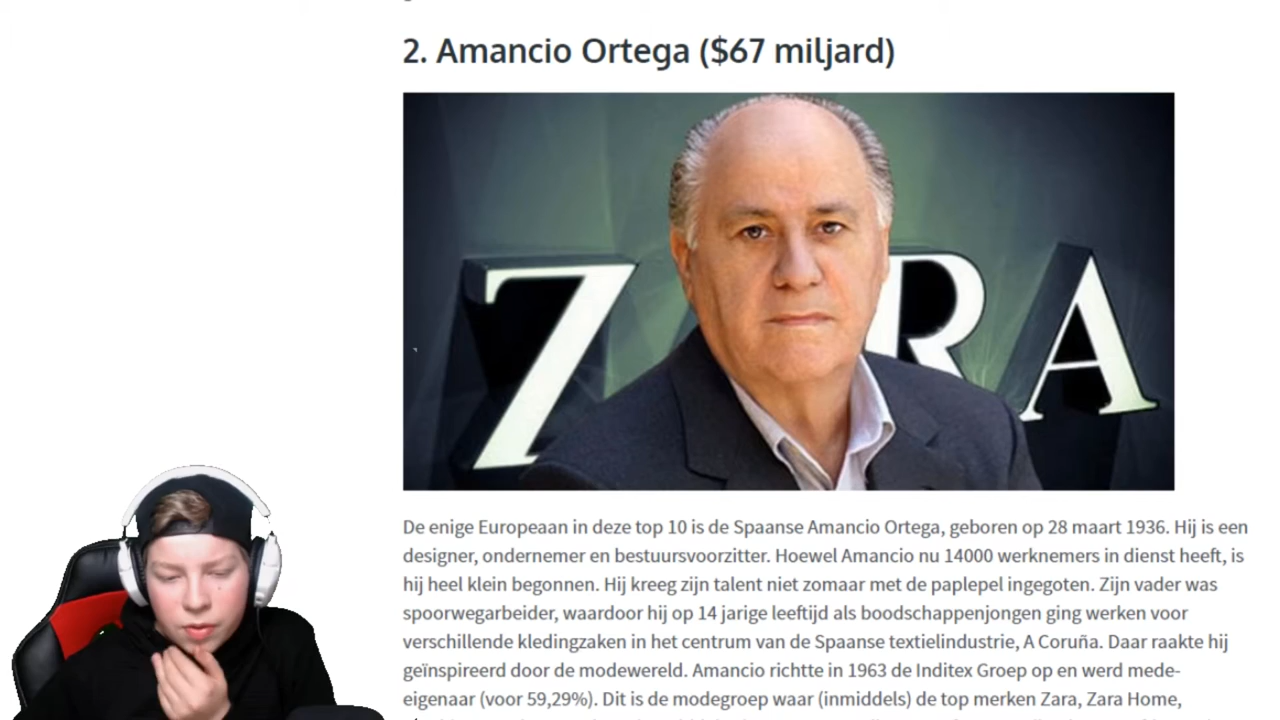 2. Amancio Ortega ($67 miljard)
ZARA
De enige Europeaan in deze top 10 is de Spaanse Amancio Ortega, geboren op 28 maart 1936. Hij is een
designer, ondernemer en bestuursvoorzitter. Hoewel Amancio nu 14000 werknemers in dienst heeft, is
hij heel klein begonnen. Hij kreeg zijn talent niet zomaar met de paplepel ingegoten. Zijn vader was
spoorwegarbeider, waardoor hij op 14 jarige leeftijd als boodschappenjongen ging werken voor
verschillende kledingzaken in het centrum van de Spaanse textielindustrie, A Coruña. Daar raakte hij
geïnspireerd door de modewereld. Amancio richtte in 1963 de Inditex Groep op en werd mede-
eigenaar (voor 59,29%). Dit is de modegroep waar (inmiddels) de top merken Zara, Zara Home,